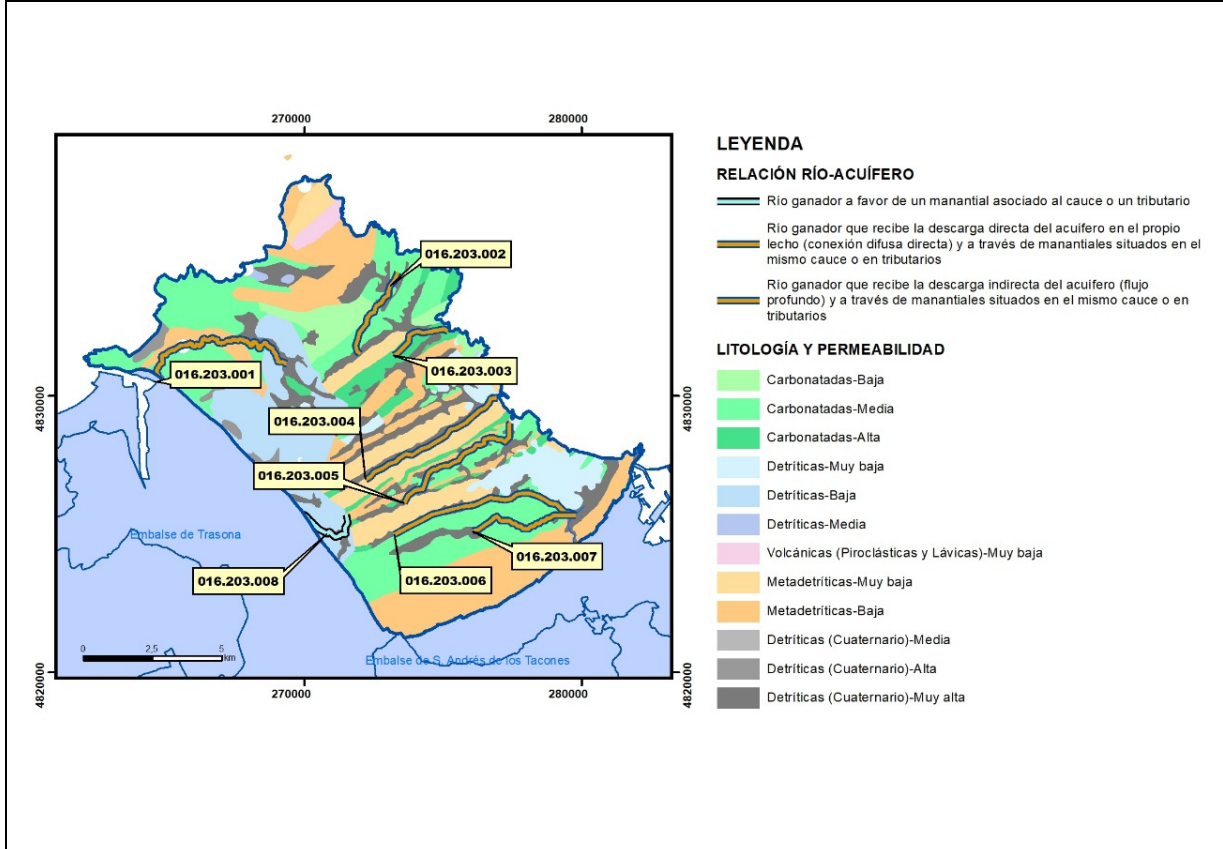 270000
280000
4830000
4820000
4830000
4820000
270000
280000
016.203.002
016.203.001
016.203.003
016.203.004
016.203.005
016.203.008
016.203.006
016.203.007
Embalse de Trasona
Embalse de S. Andrés de los Tacones
0 2,5 5
km
LEYENDA
RELACIÓN RÍO-ACUÍFERO
Río ganador a favor de un manantial asociado al cauce o un tributario
Río ganador que recibe la descarga directa del acuífero en el propio
lecho (conexión difusa directa) y a través de manantiales situados en el
mismo cauce o en tributarios
Río ganador que recibe la descarga indirecta del acuífero (flujo
profundo) y a través de manantiales situados en el mismo cauce o en
tributarios
LITOLOGÍA Y PERMEABILIDAD
Carbonatadas-Baja
Carbonatadas-Media
Carbonatadas-Alta
Detríticas-Muy baja
Detríticas-Baja
Detríticas-Media
Volcánicas (Piroclásticas y Lávicas)-Muy baja
Metadetríticas-Muy baja
Metadetríticas-Baja
Detríticas (Cuaternario)-Media
Detríticas (Cuaternario)-Alta
Detríticas (Cuaternario)-Muy alta